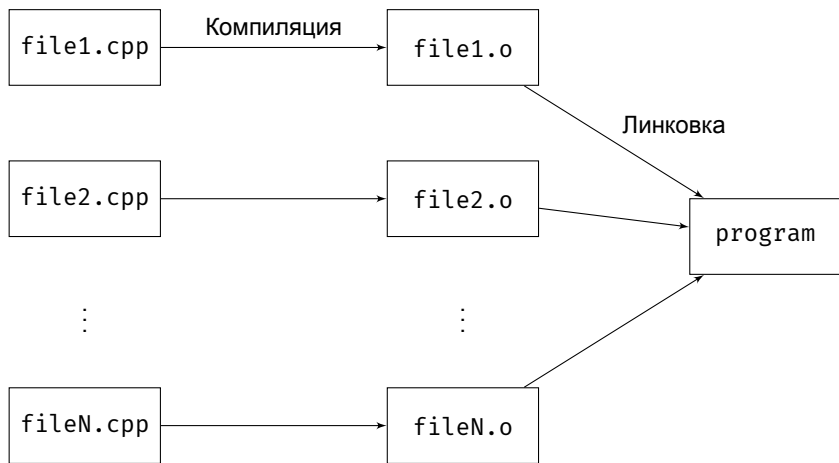 file1.cpp
Компиляция
file1.o
Линковка
file2.cpp
file2.o
program
⋮
⋮
fileN.cpp
fileN.o